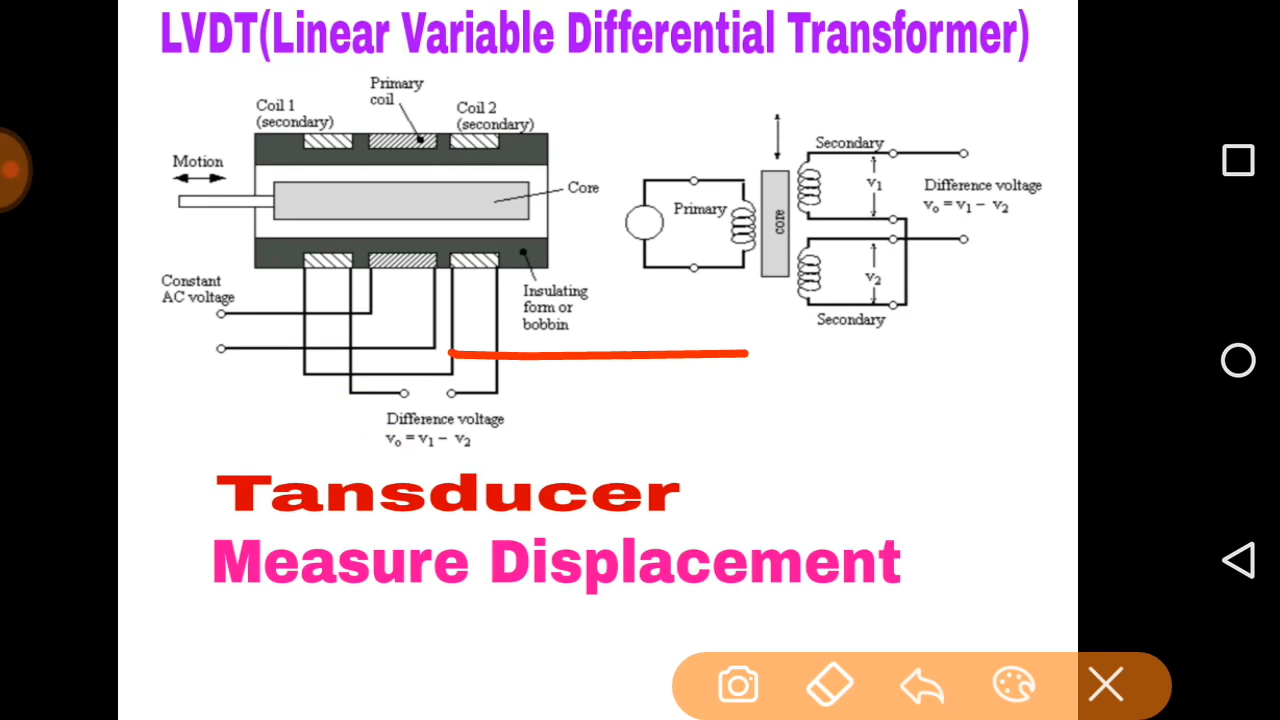 LVDT(Linear Variable Differential Transformer)
Primary
coil
Coil 1
(secondary)
Coil 2
(secondary)
Motion
Core
Constant
AC voltage
Insulating
form or
bobbin
Difference voltage
vₒ = v₁ − v₂
Secondary
Primary
core
v₁
Difference voltage
vₒ = v₁ − v₂
v₂
Secondary
Tansducer
Measure Displacement